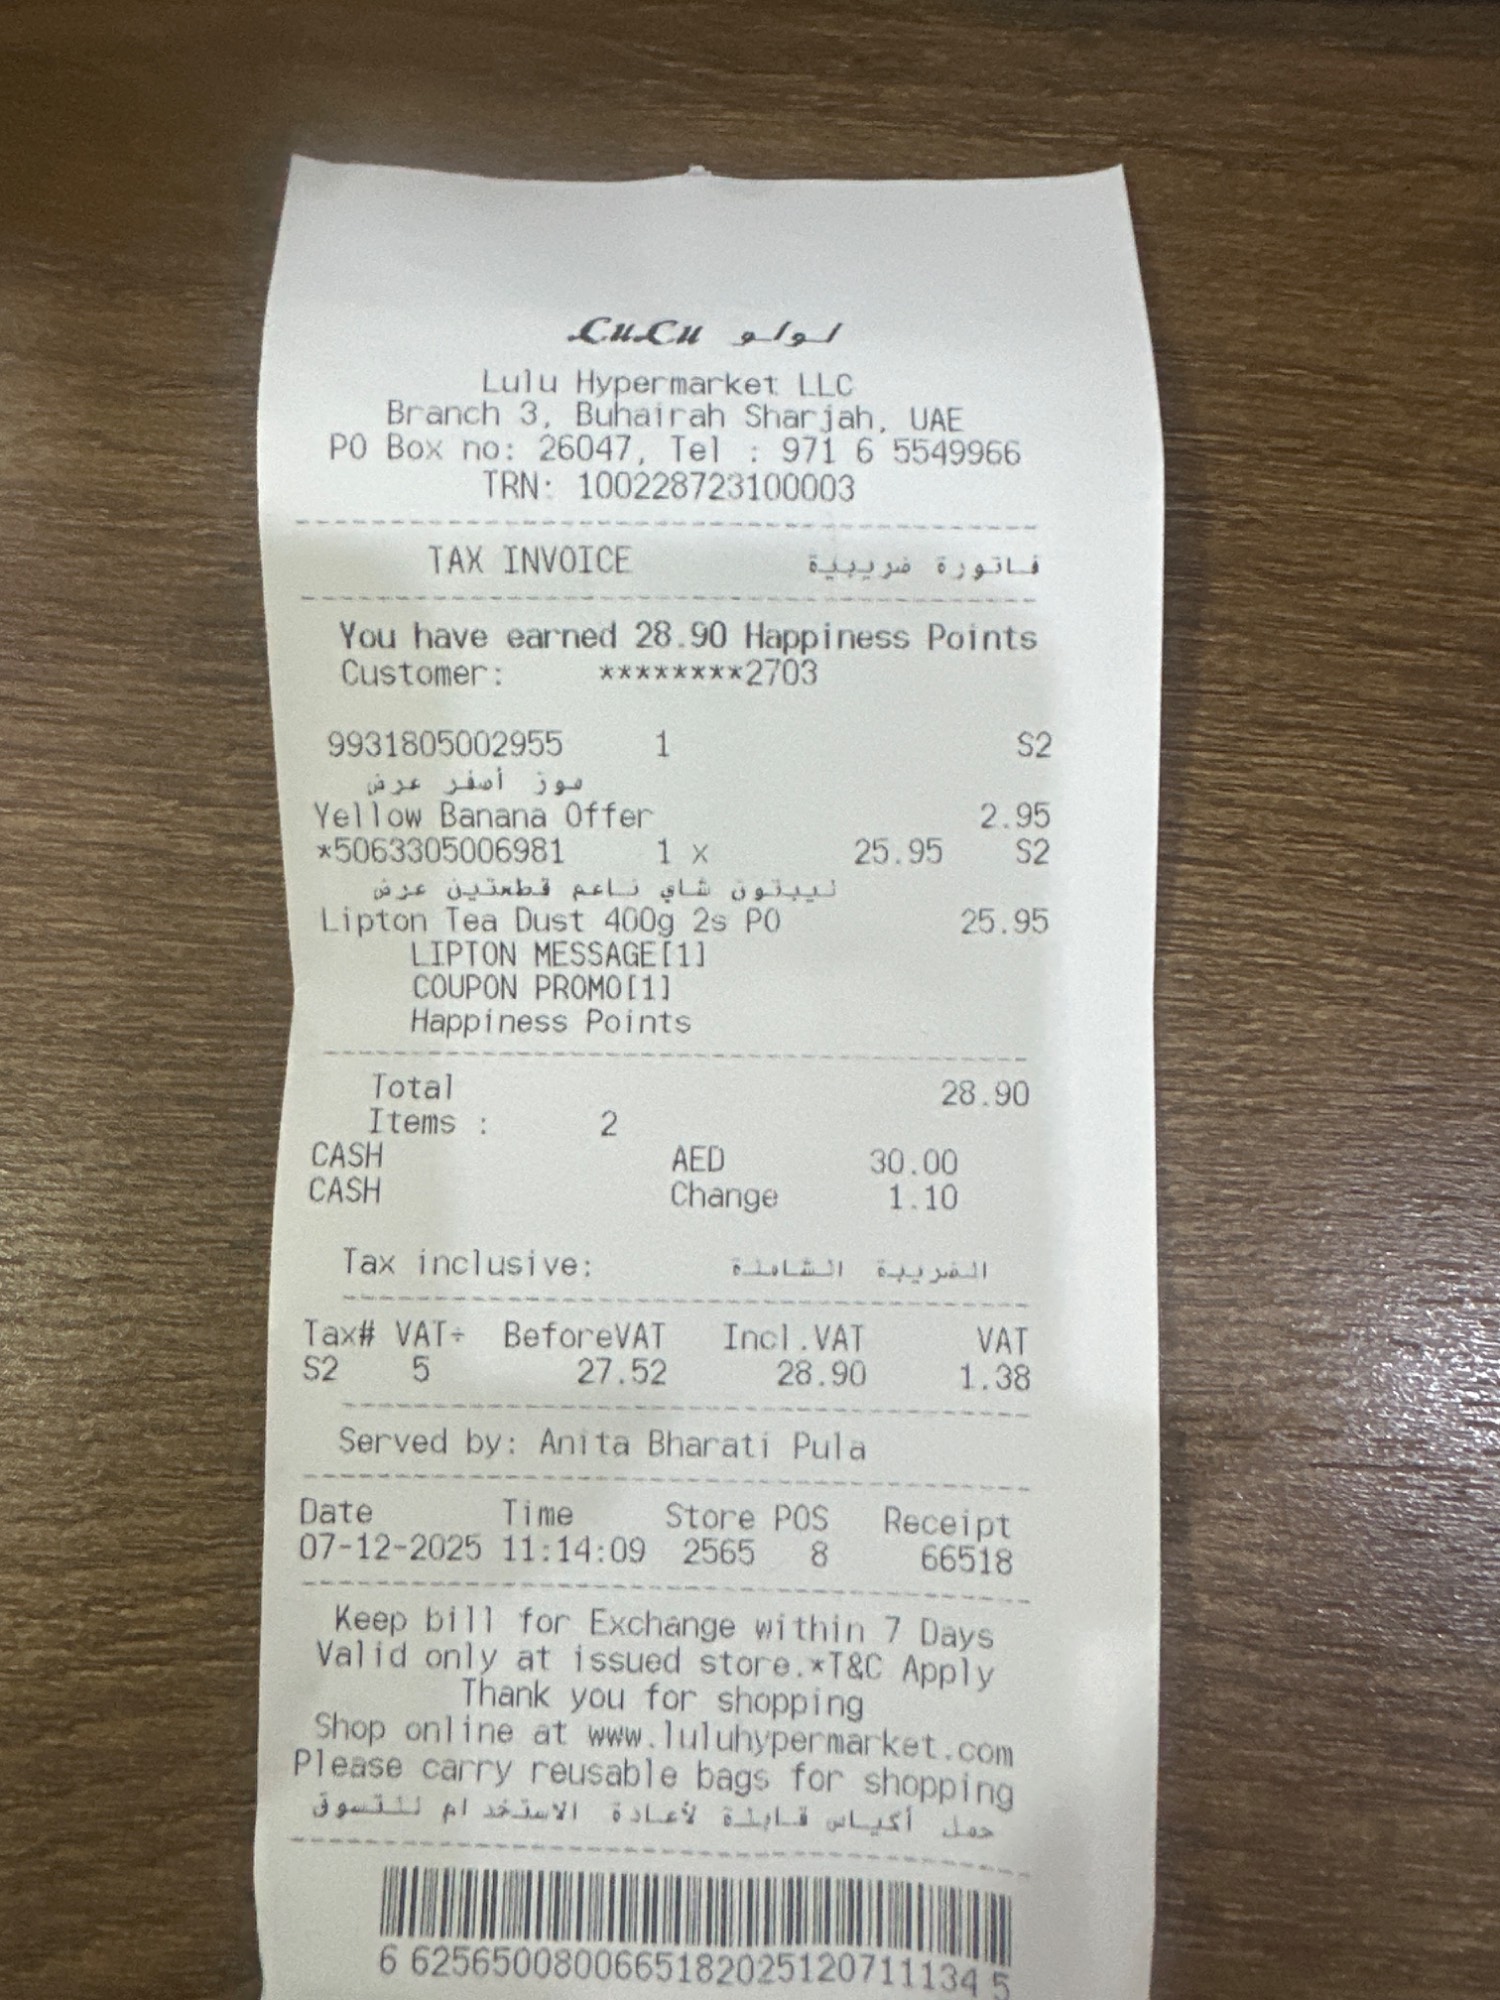 LuLu لولو
Lulu Hypermarket LLC
Branch 3, Buhairah Sharjah, UAE
PO Box no: 26047, Tel : 971 6 5549966
TRN: 100228723100003
TAX INVOICE فاتورة ضريبية
You have earned 28.90 Happiness Points
Customer: ********2703
9931805002955 1 S2
موز أصفر عرض
Yellow Banana Offer 2.95
*5063305006981 1 x 25.95 S2
ليبتون شاي ناعم قطعتين عرض
Lipton Tea Dust 400g 2s PO 25.95
LIPTON MESSAGE[1]
COUPON PROMO[1]
Happiness Points
Total 28.90
Items : 2
CASH AED 30.00
CASH Change 1.10
Tax inclusive: الضريبة الشاملة
Tax# VAT÷ BeforeVAT Incl.VAT VAT
S2 5 27.52 28.90 1.38
Served by: Anita Bharati Pula
Date Time Store POS Receipt
07-12-2025 11:14:09 2565 8 66518
Keep bill for Exchange within 7 Days
Valid only at issued store.*T&C Apply
Thank you for shopping
Shop online at www.luluhypermarket.com
Please carry reusable bags for shopping
حمل أكياس قابلة لأعادة الاستخدام للتسوق
6 62565008006651820251207111134 5